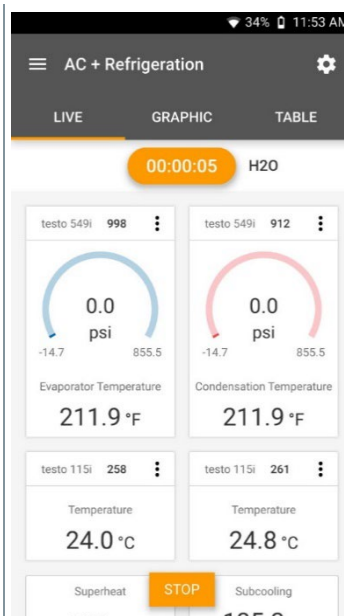 34% 11:53 AM
AC + Refrigeration
LIVE GRAPHIC TABLE
00:00:05 H2O
testo 549i 998 testo 549i 912
0.0 0.0
psi psi
-14.7 855.5 -14.7 855.5
Evaporator Temperature Condensation Temperature
211.9 °F 211.9 °F
testo 115i 258 testo 115i 261
Temperature Temperature
24.0 °C 24.8 °C
Superheat STOP Subcooling